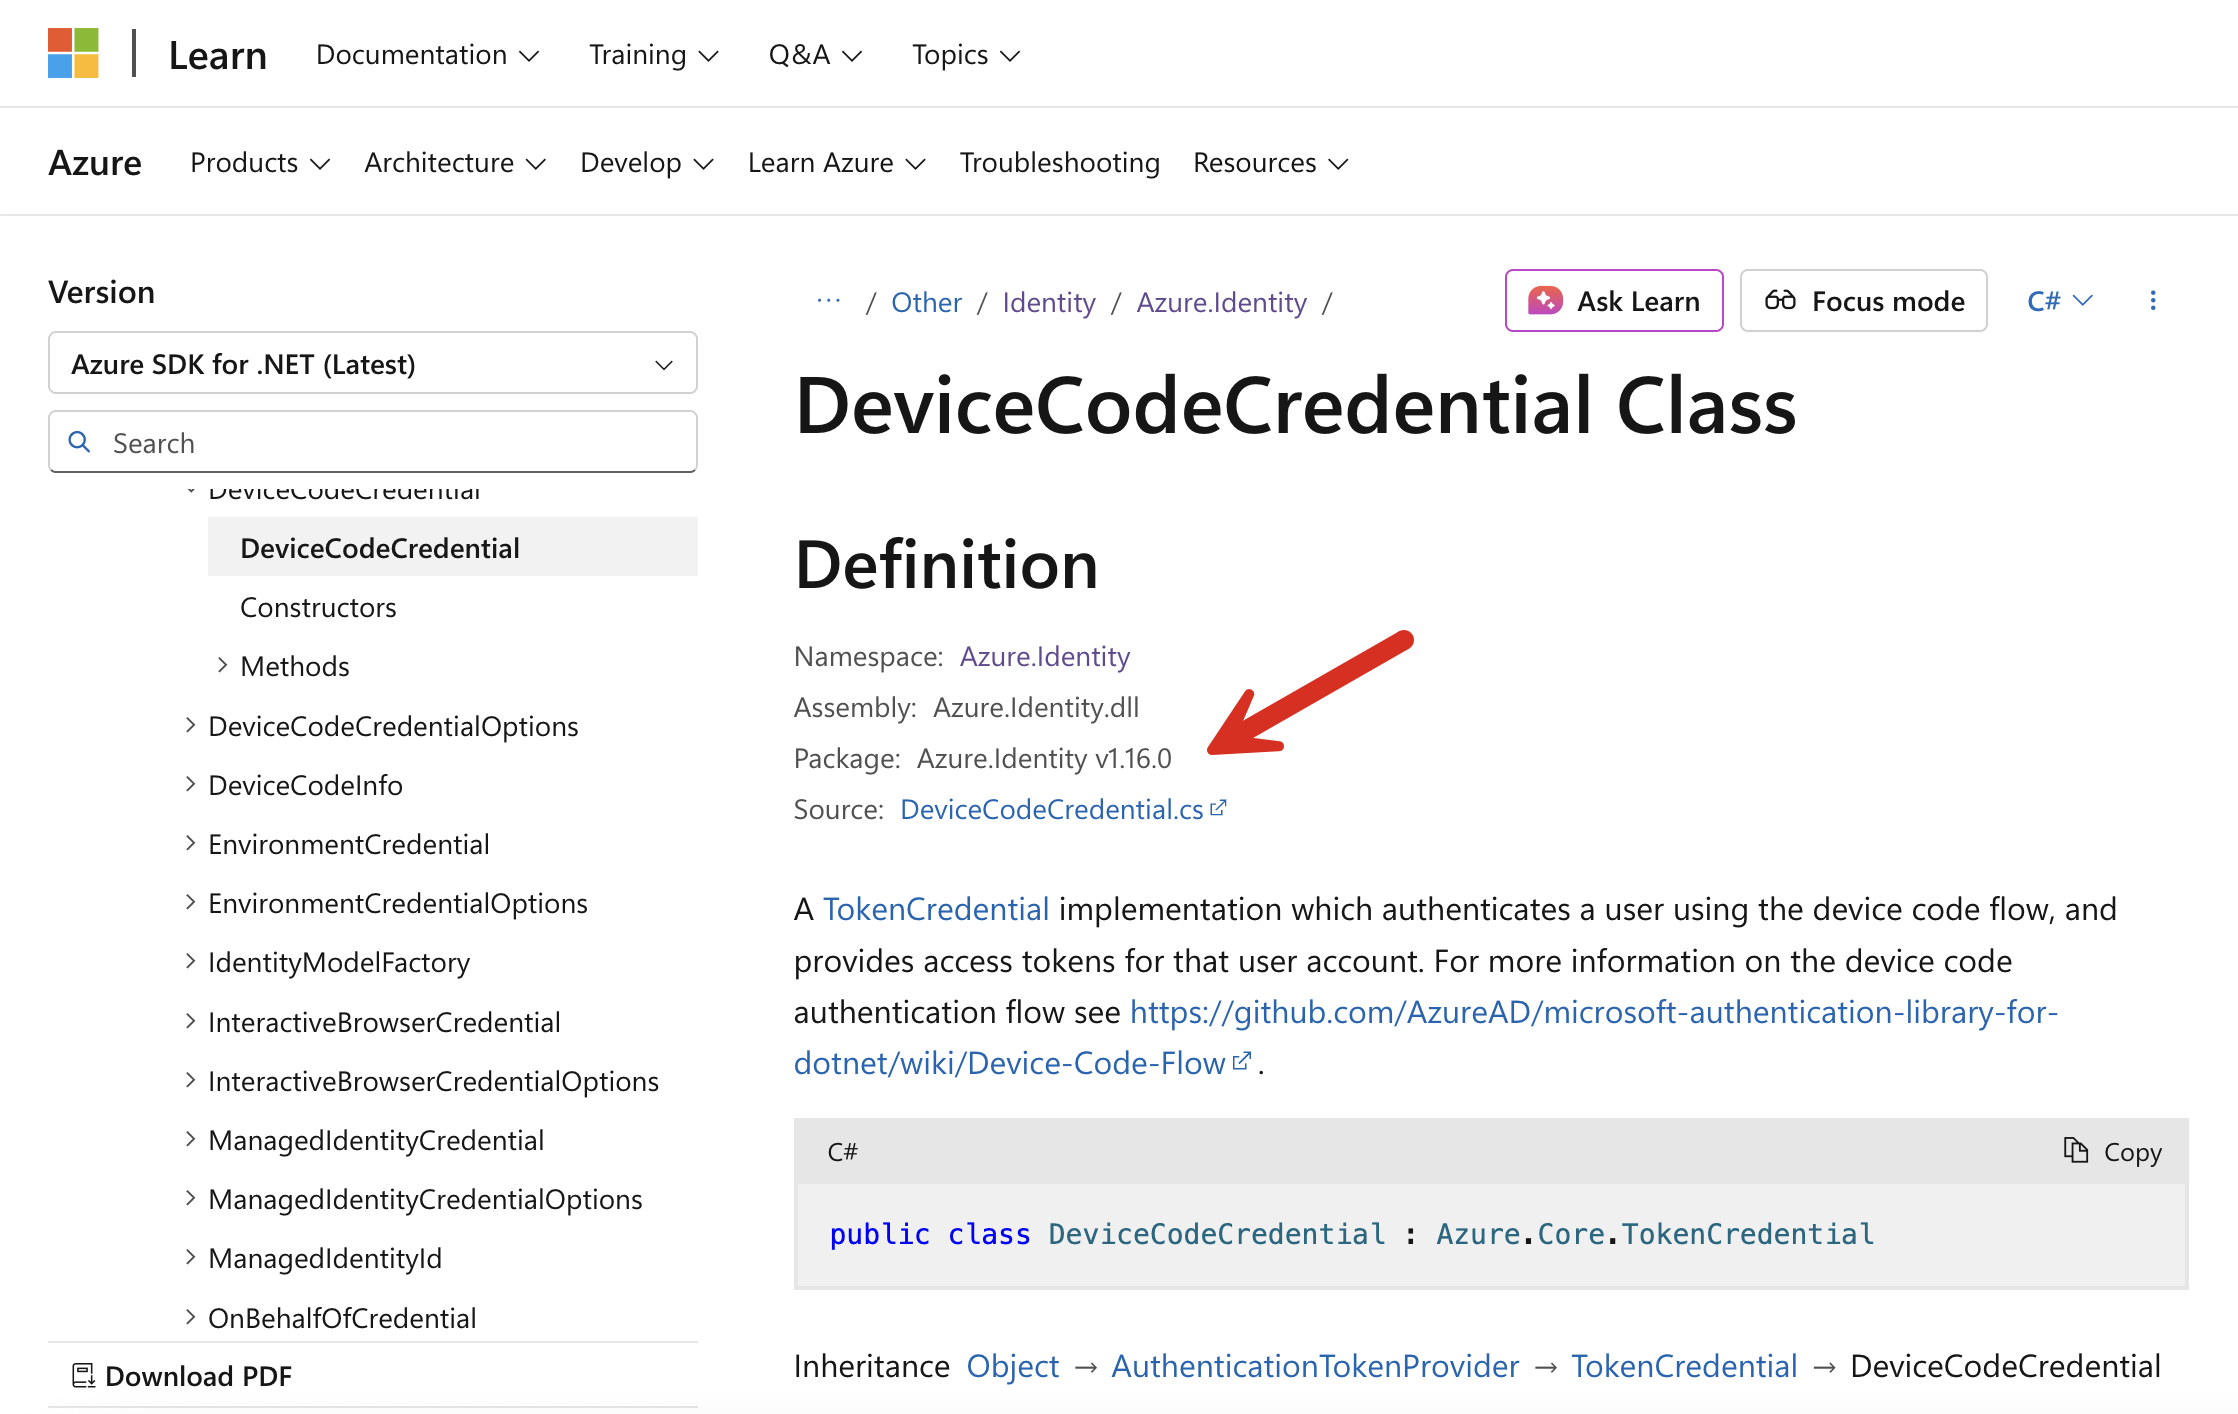 Learn Documentation Training Q&A Topics
Azure Products Architecture Develop Learn Azure Troubleshooting Resources
Version
Azure SDK for .NET (Latest)
Search
DeviceCodeCredential
DeviceCodeCredential
Constructors
Methods
DeviceCodeCredentialOptions
DeviceCodeInfo
EnvironmentCredential
EnvironmentCredentialOptions
IdentityModelFactory
InteractiveBrowserCredential
InteractiveBrowserCredentialOptions
ManagedIdentityCredential
ManagedIdentityCredentialOptions
ManagedIdentityId
OnBehalfOfCredential
Download PDF
... / Other / Identity / Azure.Identity /
Ask Learn Focus mode C#
DeviceCodeCredential Class
Definition
Namespace: Azure.Identity
Assembly: Azure.Identity.dll
Package: Azure.Identity v1.16.0
Source: DeviceCodeCredential.cs
A TokenCredential implementation which authenticates a user using the device code flow, and
provides access tokens for that user account. For more information on the device code
authentication flow see https://github.com/AzureAD/microsoft-authentication-library-for-
dotnet/wiki/Device-Code-Flow .
C# Copy
public class DeviceCodeCredential : Azure.Core.TokenCredential
Inheritance Object → AuthenticationTokenProvider → TokenCredential → DeviceCodeCredential